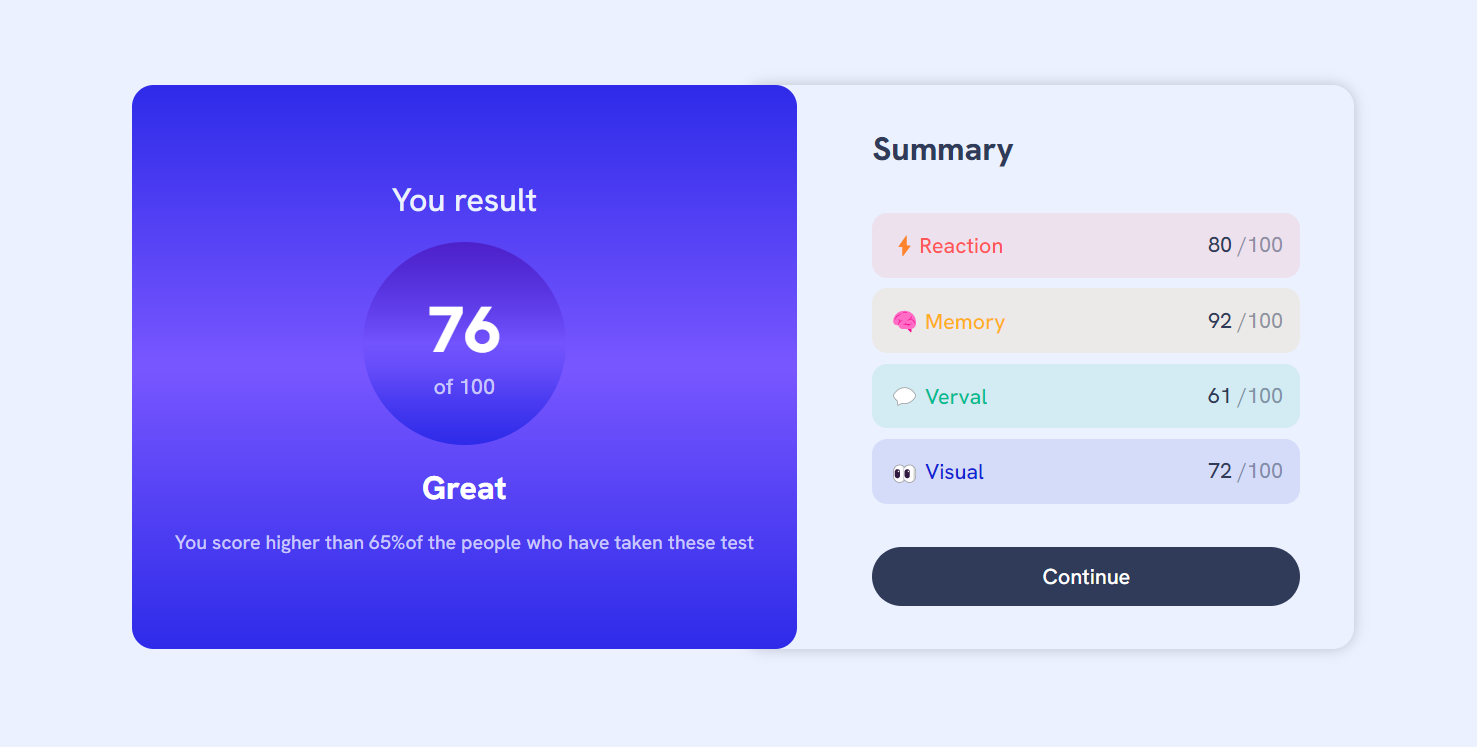 You result
76
of 100
Great
You score higher than 65%of the people who have taken these test
Summary
Reaction 80 /100
Memory 92 /100
Verval 61 /100
Visual 72 /100
Continue